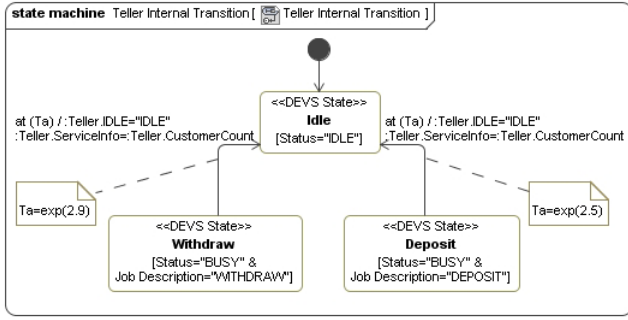 state machine Teller Internal Transition [ Teller Internal Transition ]
<<DEVS State>>
Idle
[Status="IDLE"]
at (Ta) / :Teller.IDLE="IDLE"
:Teller.ServiceInfo=:Teller.CustomerCount
at (Ta) / :Teller.IDLE="IDLE"
:Teller.ServiceInfo=:Teller.CustomerCount
Ta=exp(2.9)
Ta=exp(2.5)
<<DEVS State>>
Withdraw
[Status="BUSY" &
Job Description="WITHDRAW"]
<<DEVS State>>
Deposit
[Status="BUSY" &
Job Description="DEPOSIT"]